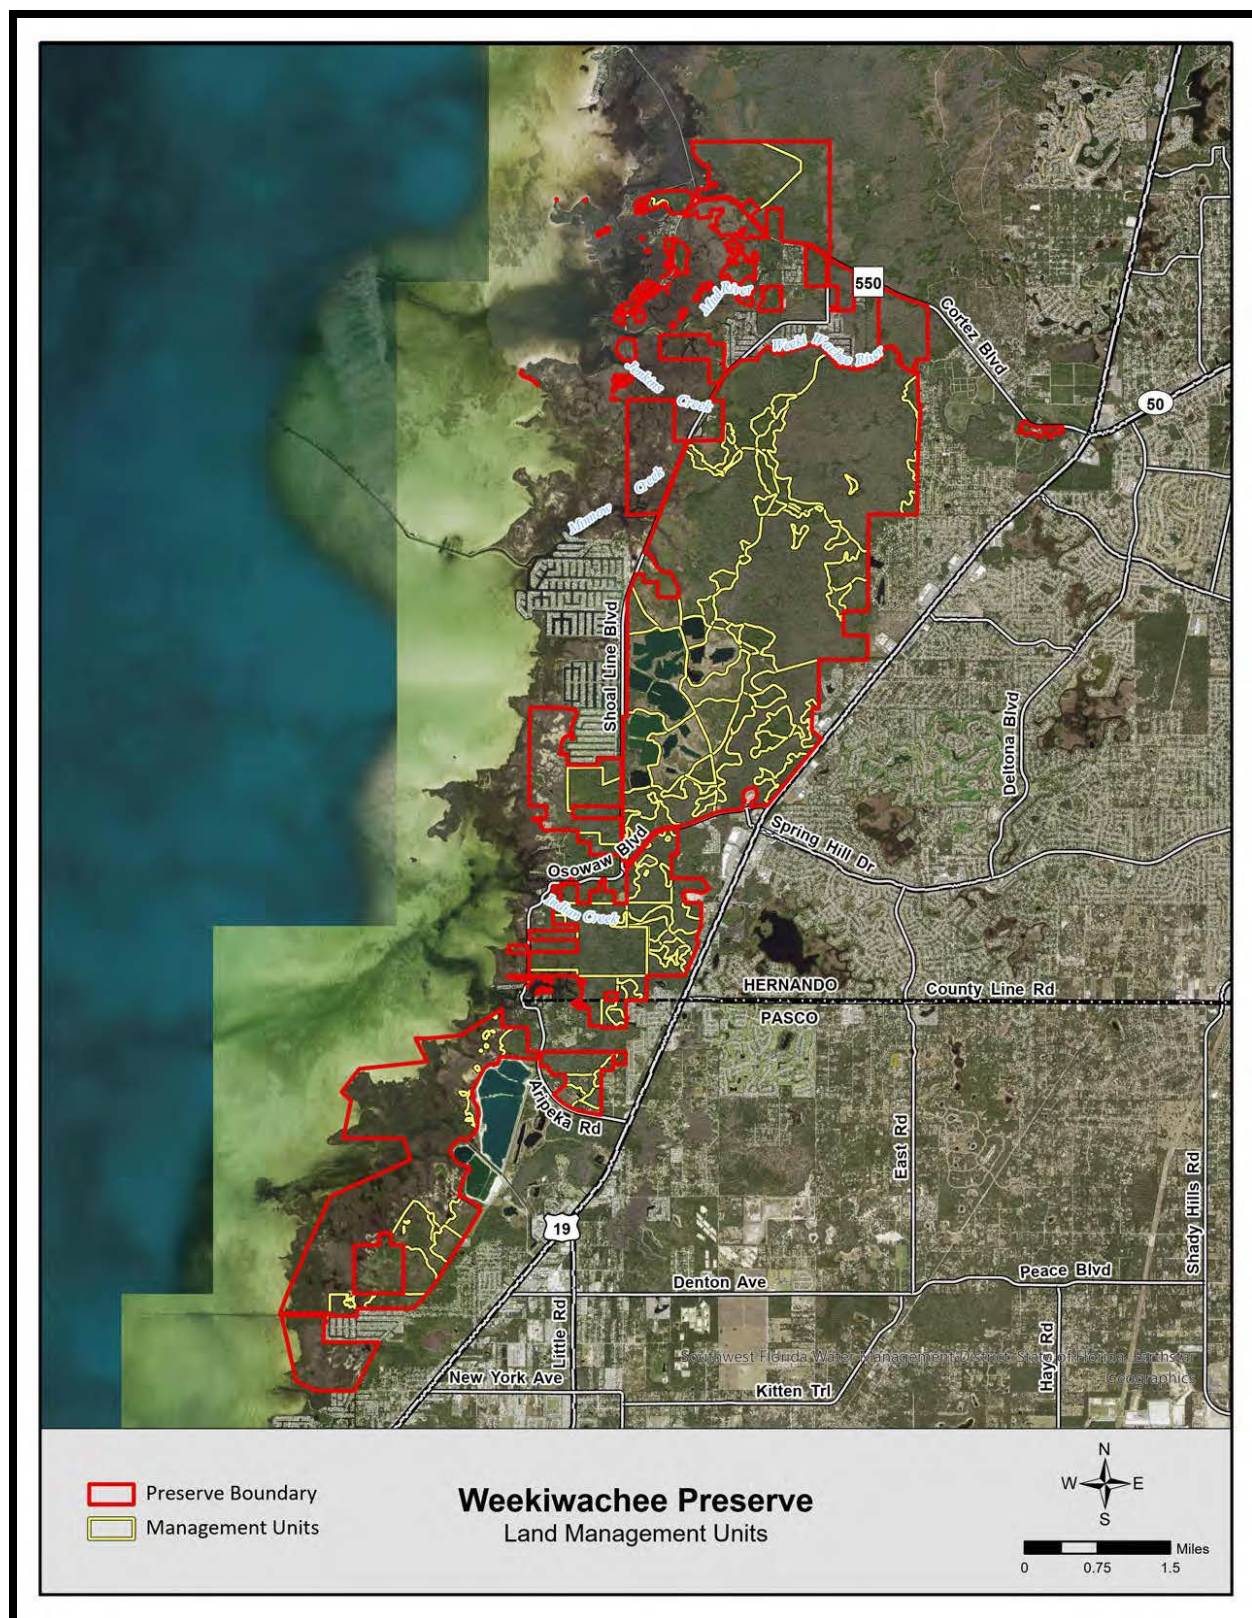 550
Mud River
Weeki Wachee River
Cortez Blvd
Jenkins Creek
50
Minnow Creek
Shoal Line Blvd
Deltona Blvd
Spring Hill Dr
Osowaw Blvd
Indian Creek
HERNANDO
County Line Rd
PASCO
Aripeka Rd
East Rd
Shady Hills Rd
19
Denton Ave
Peace Blvd
Little Rd
Hays Rd
Southwest Florida Water Management District, State of Florida, Earthstar
Geographics
New York Ave
Kitten Trl
Preserve Boundary
Management Units
Weekiwachee Preserve
Land Management Units
N
W
E
S
Miles
0
0.75
1.5